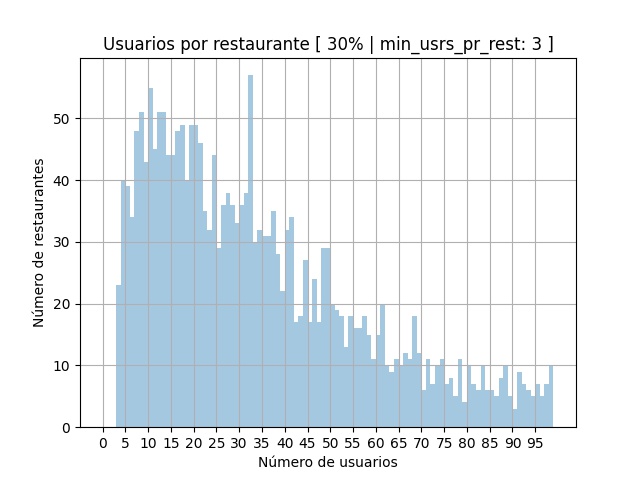 Usuarios por restaurante [ 30% | min_usrs_pr_rest: 3 ]
50
40
30
20
10
0
Número de restaurantes
0 5 10 15 20 25 30 35 40 45 50 55 60 65 70 75 80 85 90 95
Número de usuarios